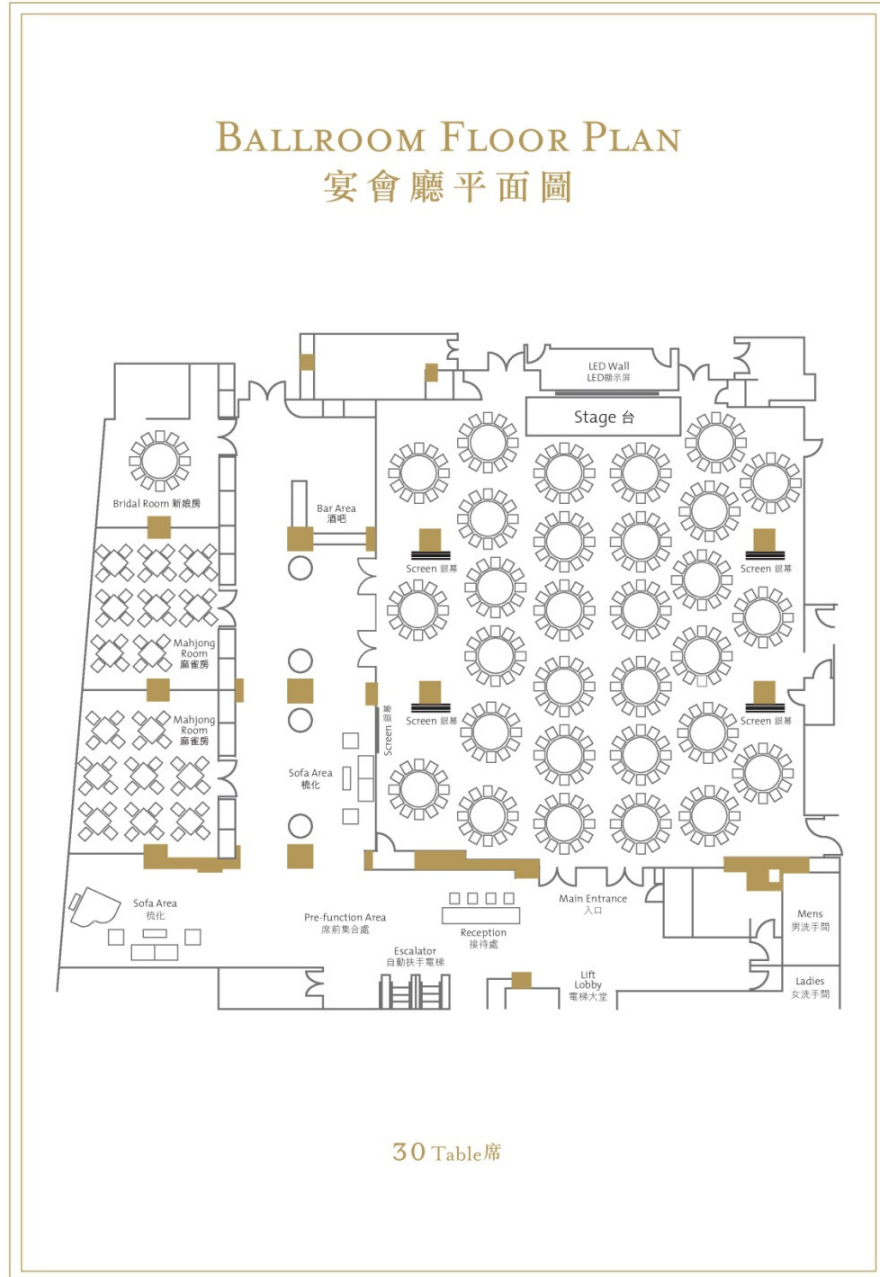 BALLROOM FLOOR PLAN
宴會廳平面圖
LED Wall
LED顯示屏
Stage 台
Bridal Room 新娘房
Bar Area
酒吧
Screen 銀幕
Screen 銀幕
Mahjong
Room
麻雀房
Mahjong
Room
麻雀房
Screen 銀幕
Screen 銀幕
Screen 銀幕
Sofa Area
梳化
Sofa Area
梳化
Pre-function Area
席前集合處
Reception
接待處
Main Entrance
入口
Mens
男洗手間
Escalator
自動扶手電梯
Lift
Lobby
電梯大堂
Ladies
女洗手間
30 Table席